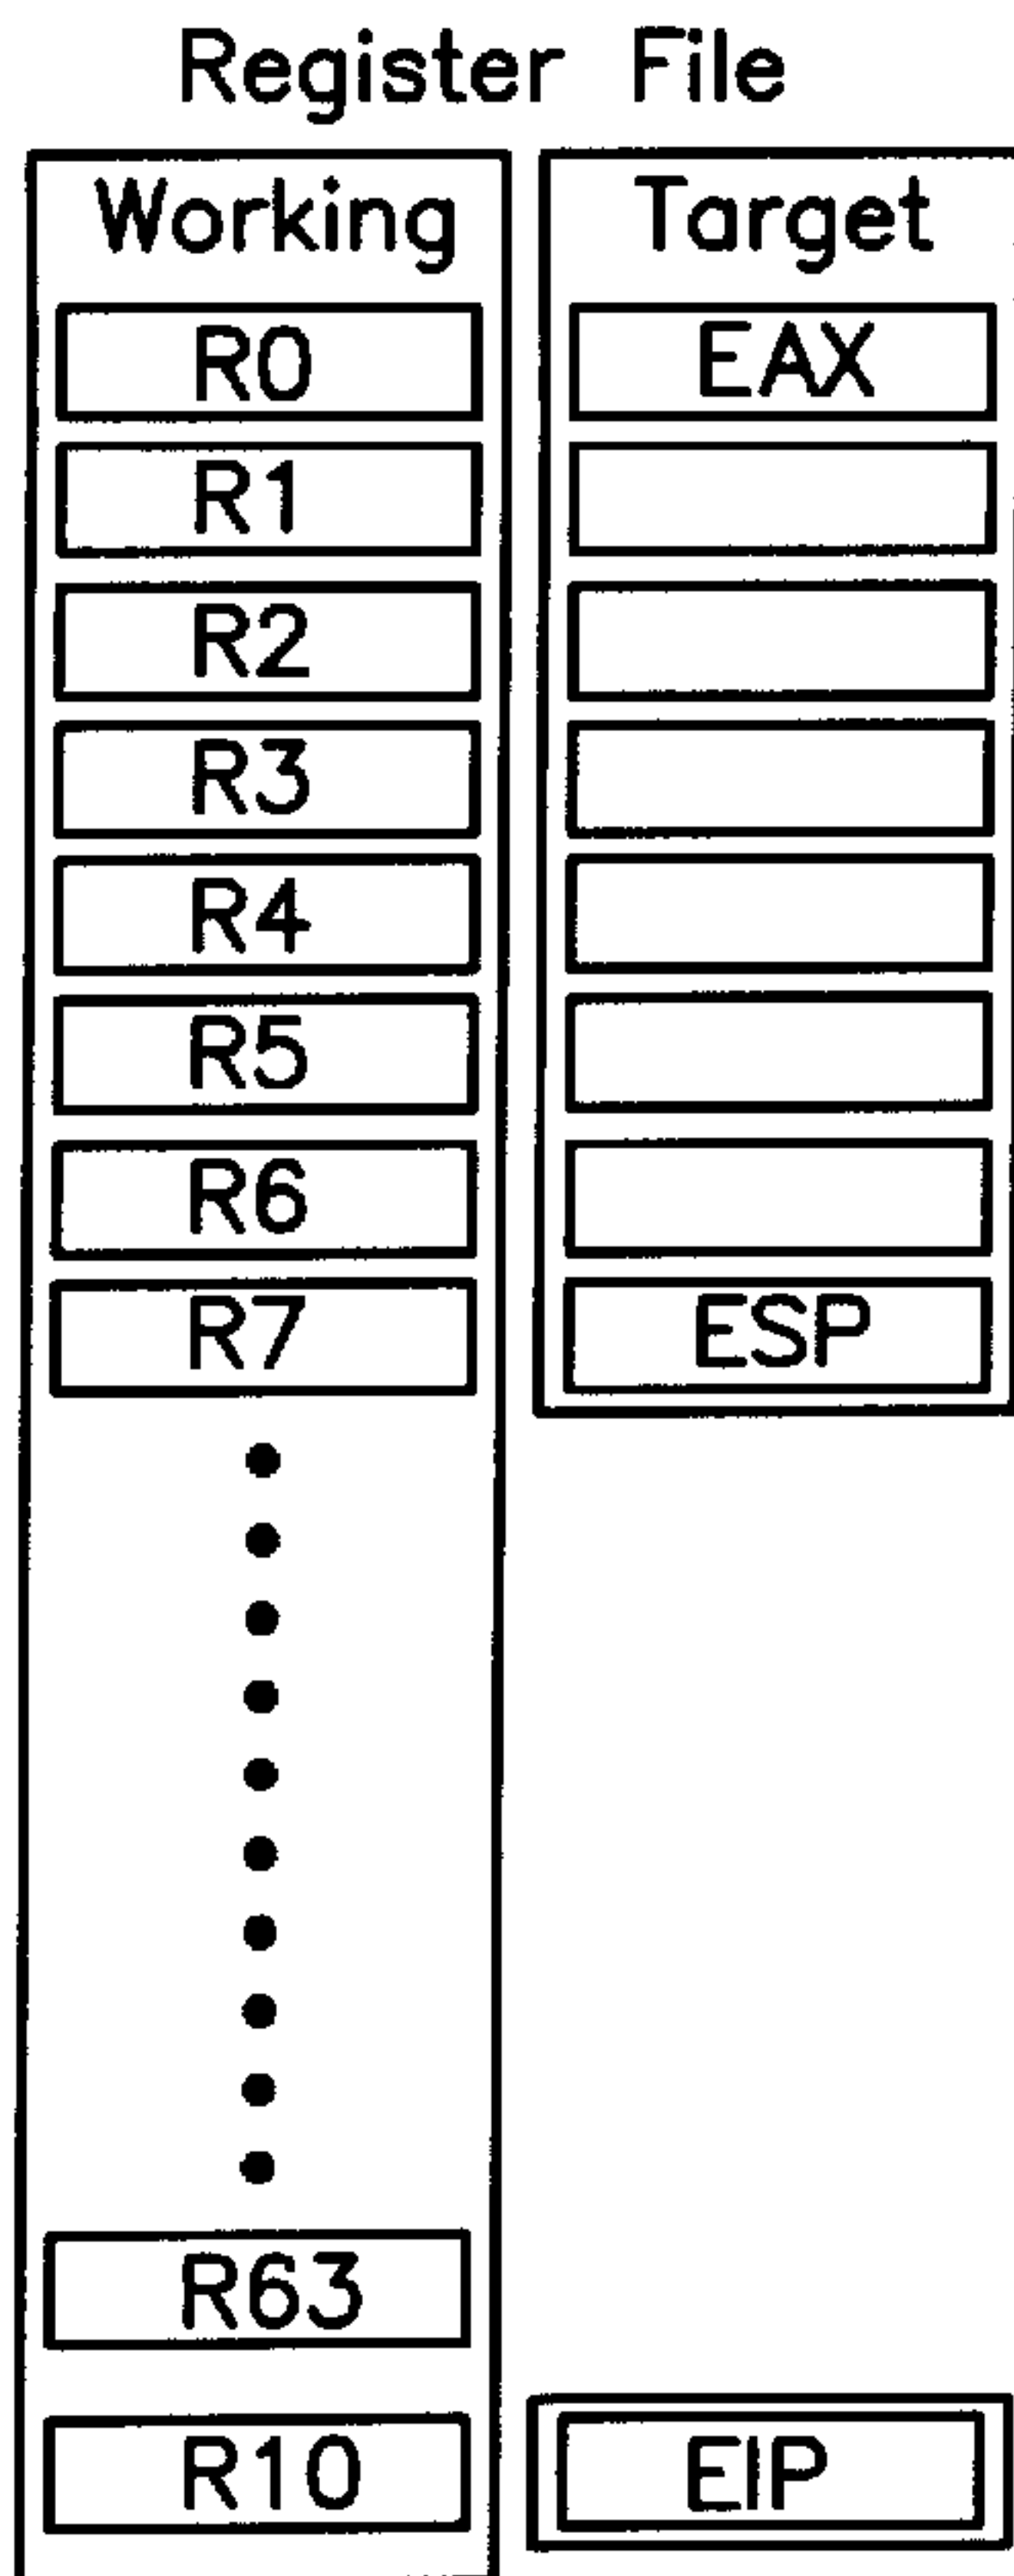 Register File
Working Target
R0 EAX
R1
R2
R3
R4
R5
R6
R7 ESP
R63
R10 EIP